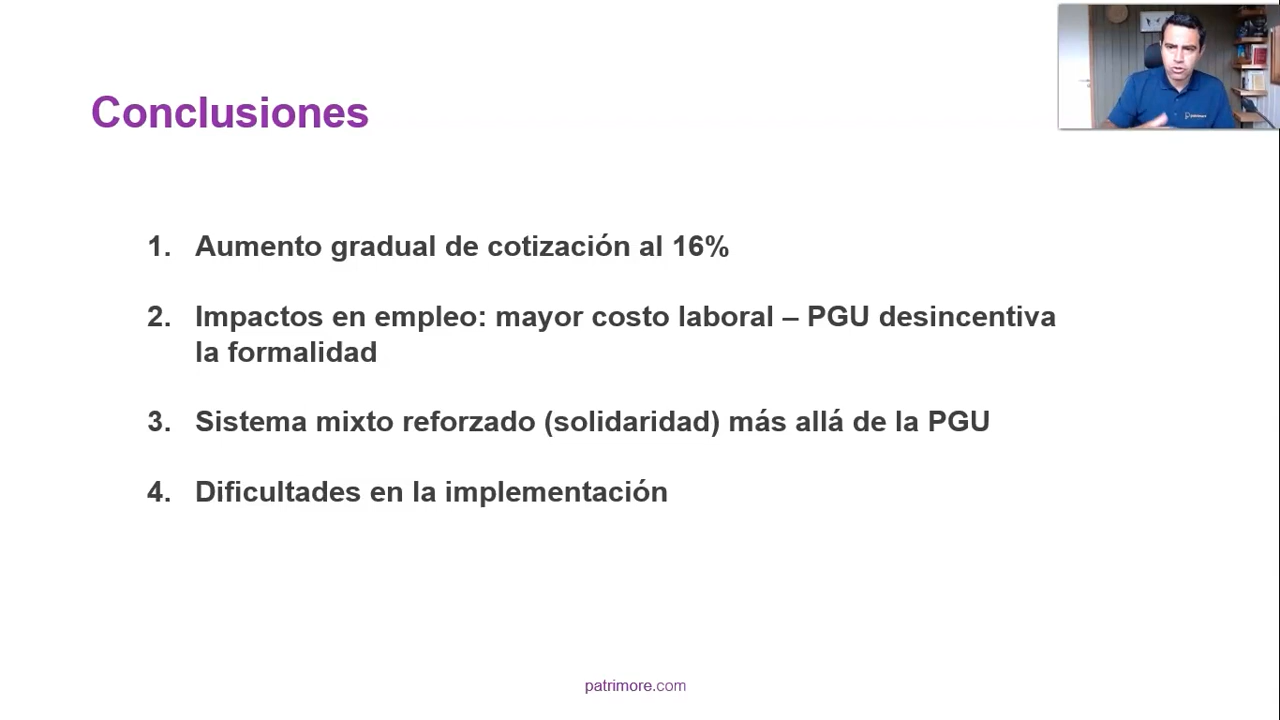 Conclusiones
1. Aumento gradual de cotización al 16%
2. Impactos en empleo: mayor costo laboral – PGU desincentiva
la formalidad
3. Sistema mixto reforzado (solidaridad) más allá de la PGU
4. Dificultades en la implementación
patrimore.com